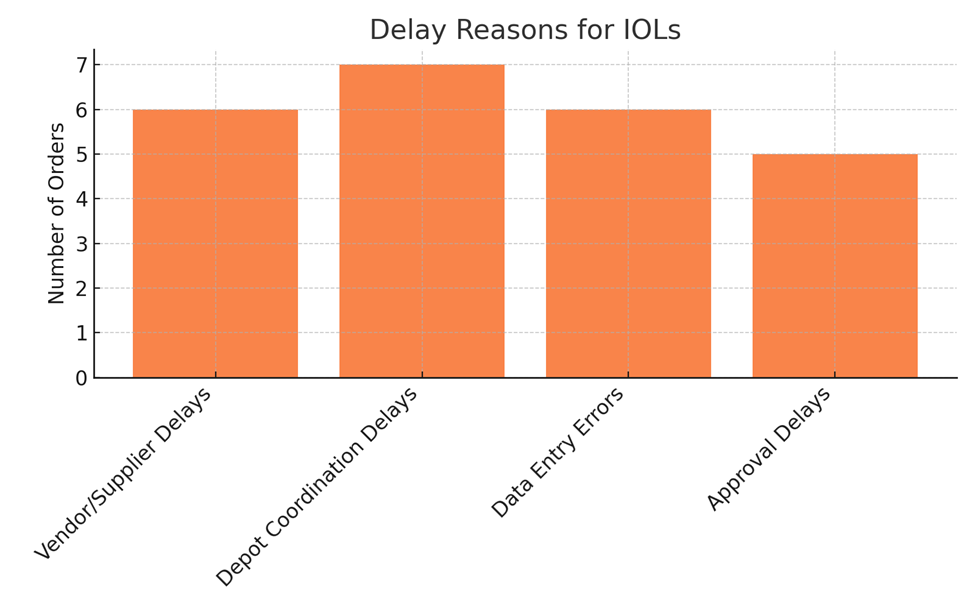 Delay Reasons for IOLs
Number of Orders
7
6
5
4
3
2
1
0
Vendor/Supplier Delays
Depot Coordination Delays
Data Entry Errors
Approval Delays